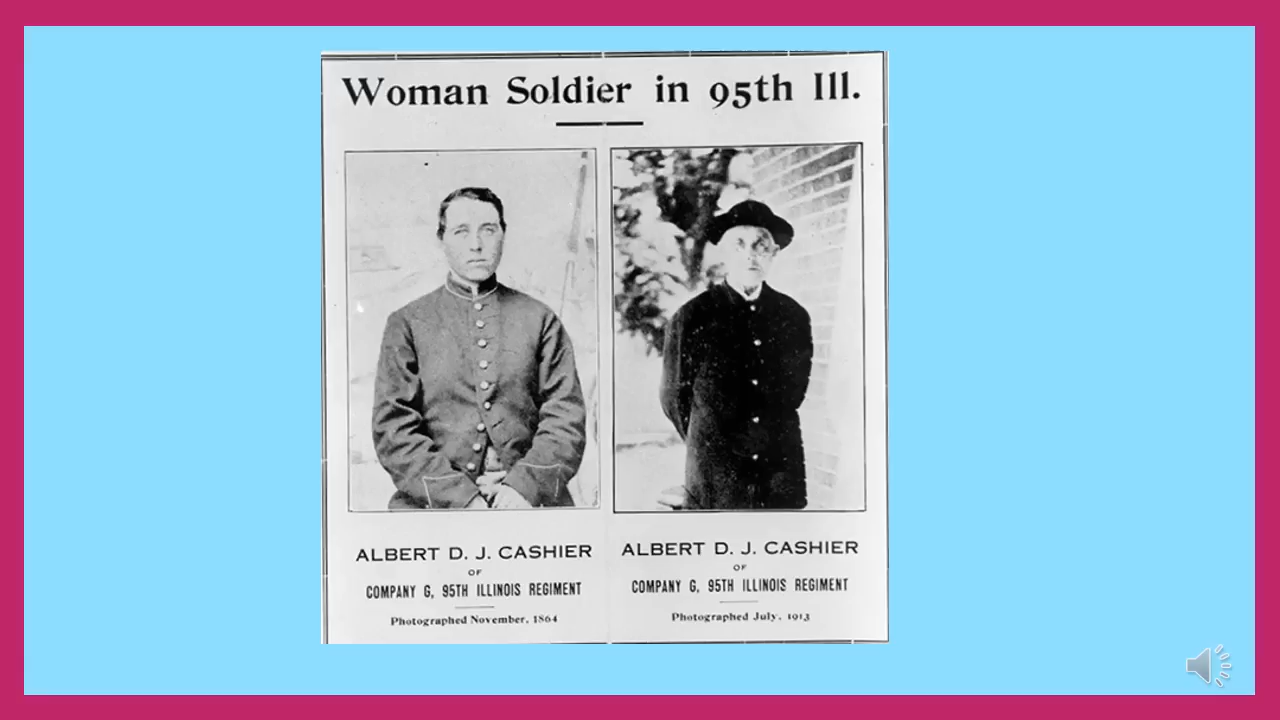 Woman Soldier in 95th Ill.
ALBERT D. J. CASHIER
OF
COMPANY G, 95TH ILLINOIS REGIMENT
Photographed November, 1864
ALBERT D. J. CASHIER
OF
COMPANY G, 95TH ILLINOIS REGIMENT
Photographed July, 1913